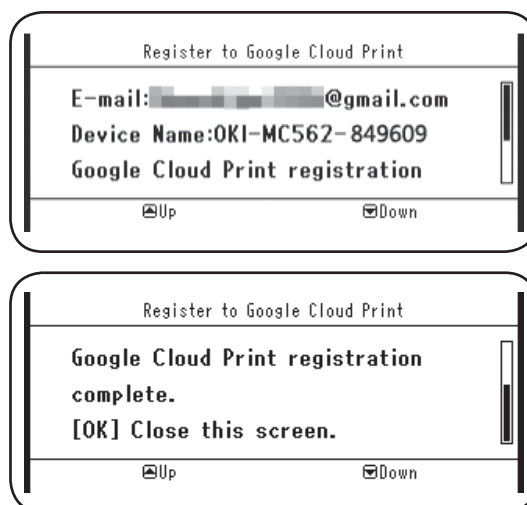 Register to Google Cloud Print
E-mail: @gmail.com
Device Name:OKI-MC562-849609
Google Cloud Print registration
Up Down
Register to Google Cloud Print
Google Cloud Print registration
complete.
[OK] Close this screen.
Up Down